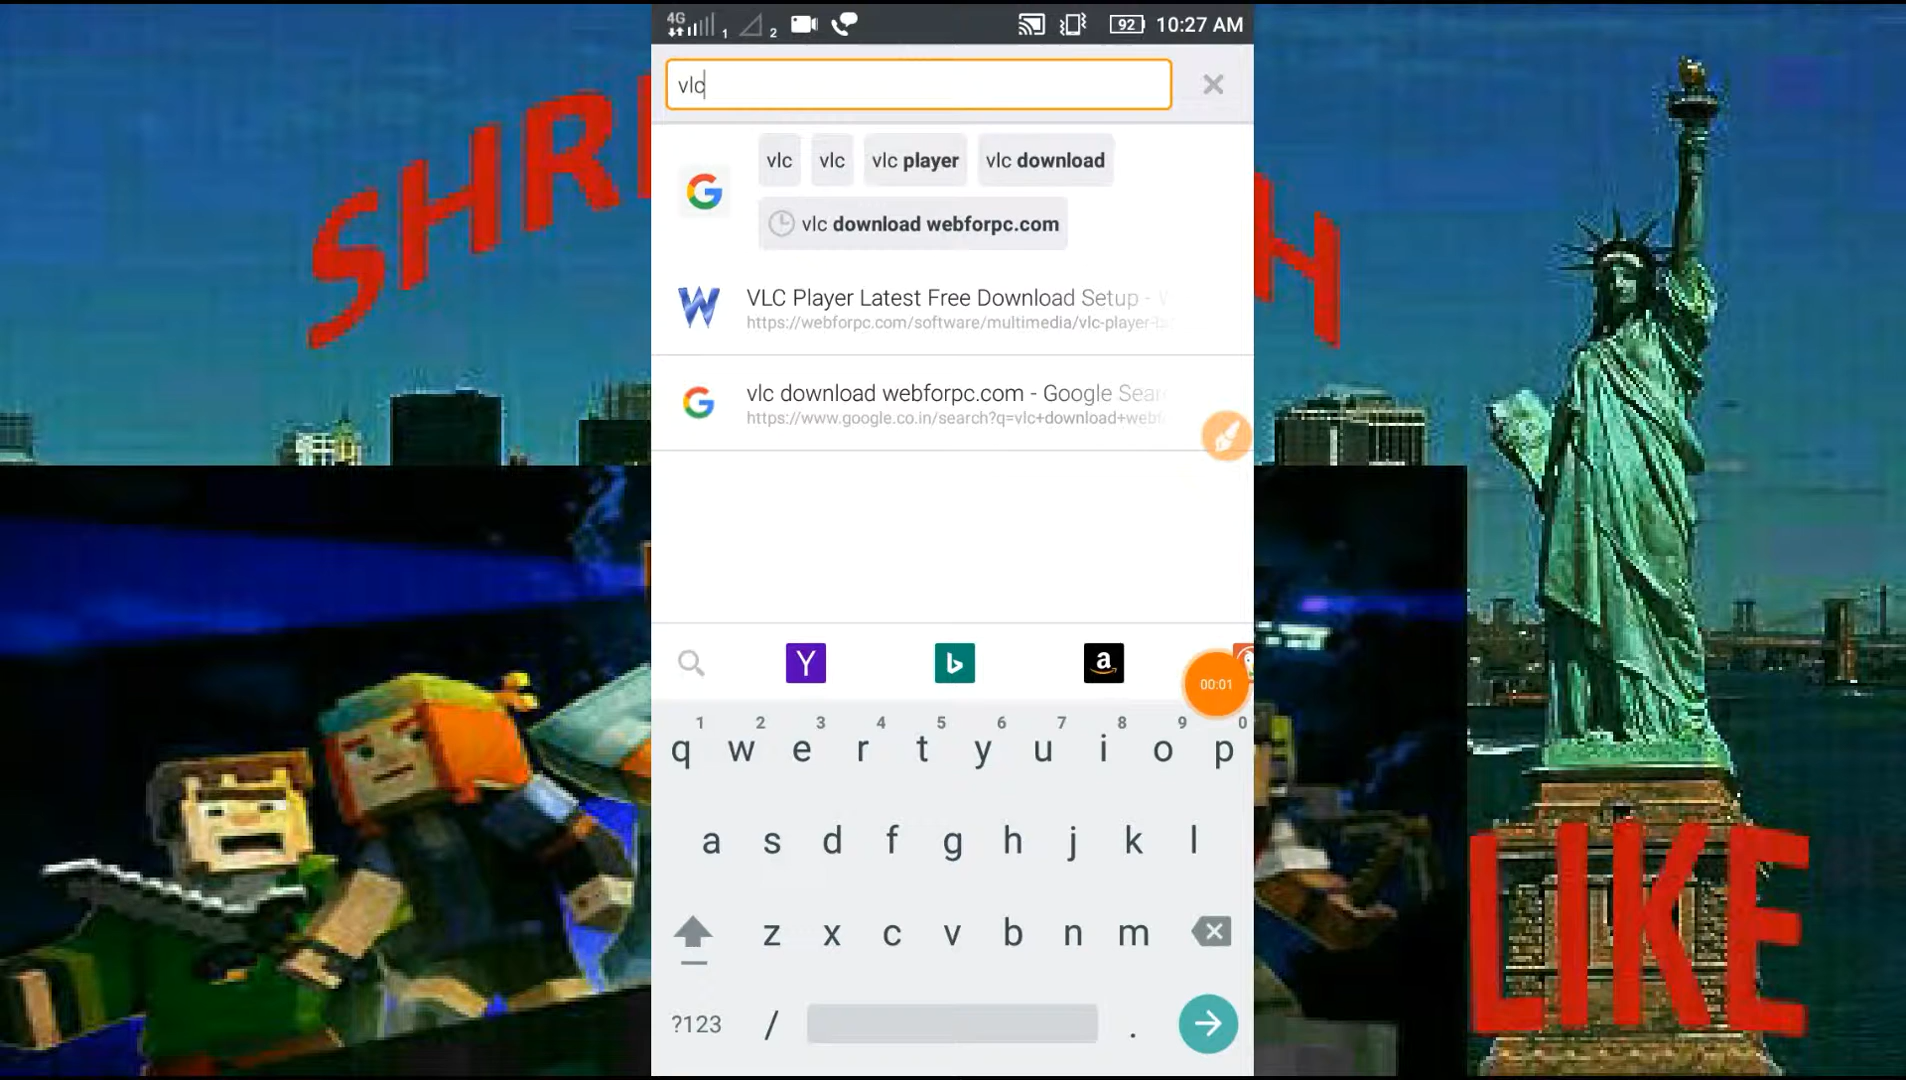 4G 1 2 92 10:27 AM
vlc
vlc vlc vlc player vlc download
vlc download webforpc.com
VLC Player Latest Free Download Setup - W
https://webforpc.com/software/multimedia/vlc-player-
vlc download webforpc.com - Google Sear
https://www.google.co.in/search?q=vlc+download+webf
00:01
1 2 3 4 5 6 7 8 9 0
q w e r t y u i o p
a s d f g h j k l
z x c v b n m
?123 / .
SHR
H
LIKE